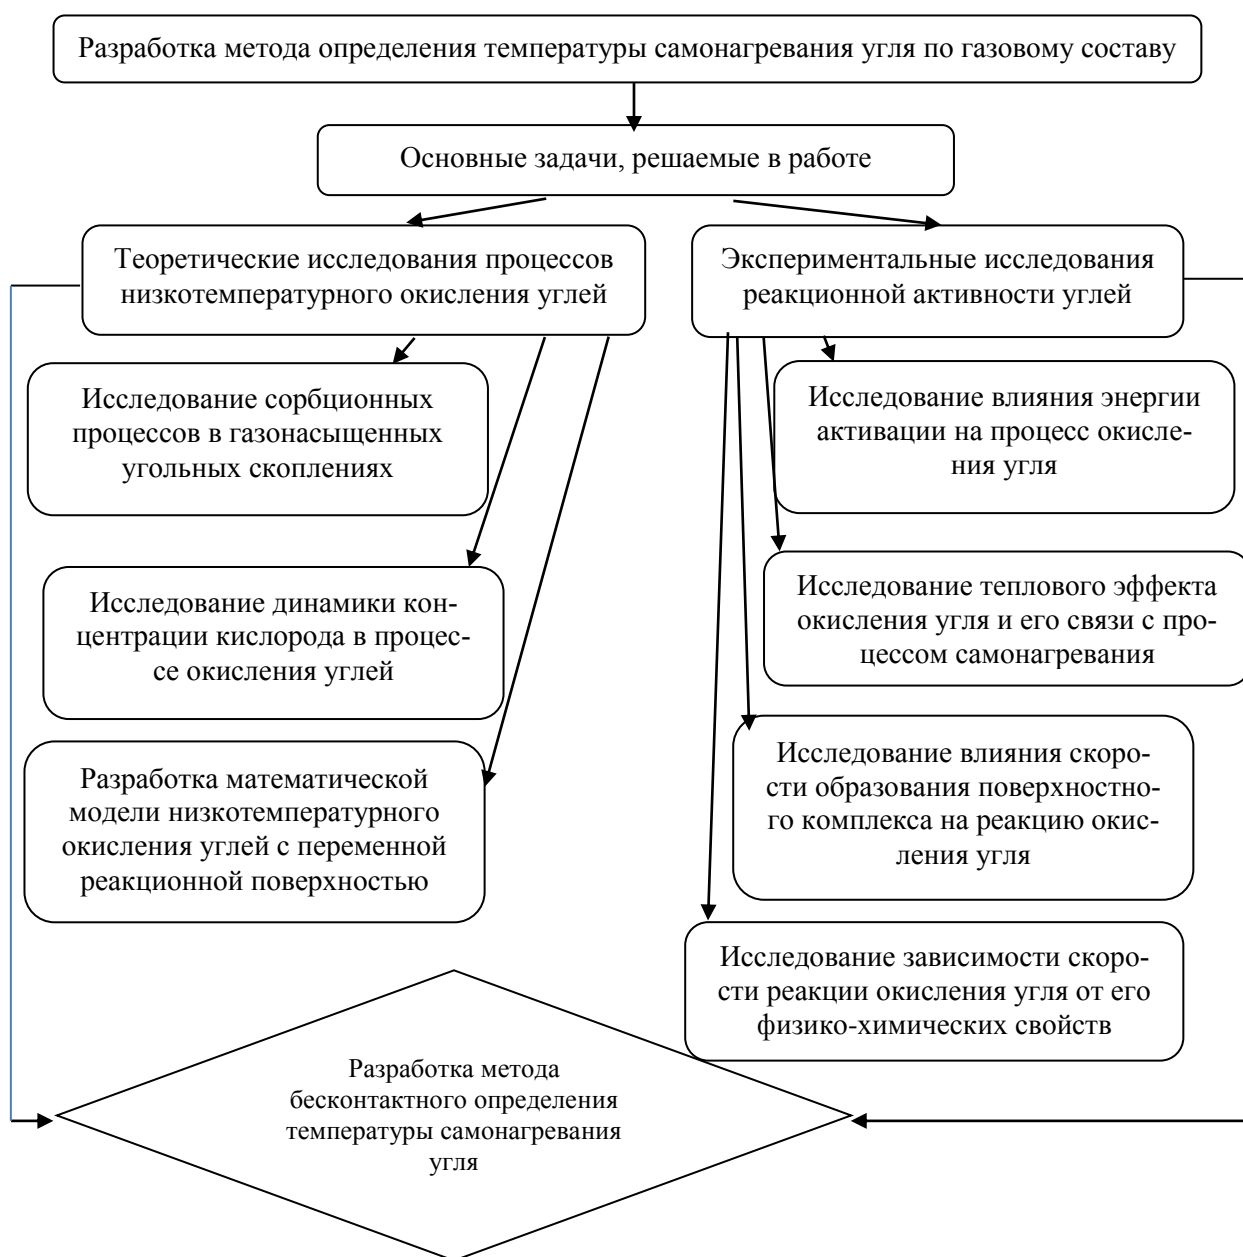 Разработка метода определения температуры самонагревания угля по газовому составу
Основные задачи, решаемые в работе
Теоретические исследования процессов
низкотемпературного окисления углей
Экспериментальные исследования
реакционной активности углей
Исследование сорбционных
процессов в газонасыщенных
угольных скоплениях
Исследование динамики кон-
центрации кислорода в процес-
се окисления углей
Разработка математической
модели низкотемпературного
окисления углей с переменной
реакционной поверхностью
Исследование влияния энергии
активации на процесс окисле-
ния угля
Исследование теплового эффекта
окисления угля и его связи с про-
цессом самонагревания
Исследование влияния скоро-
сти образования поверхностно-
го комплекса на реакцию окис-
ления угля
Исследование зависимости скоро-
сти реакции окисления угля от его
физико-химических свойств
Разработка метода
бесконтактного определения
температуры самонагревания
угля